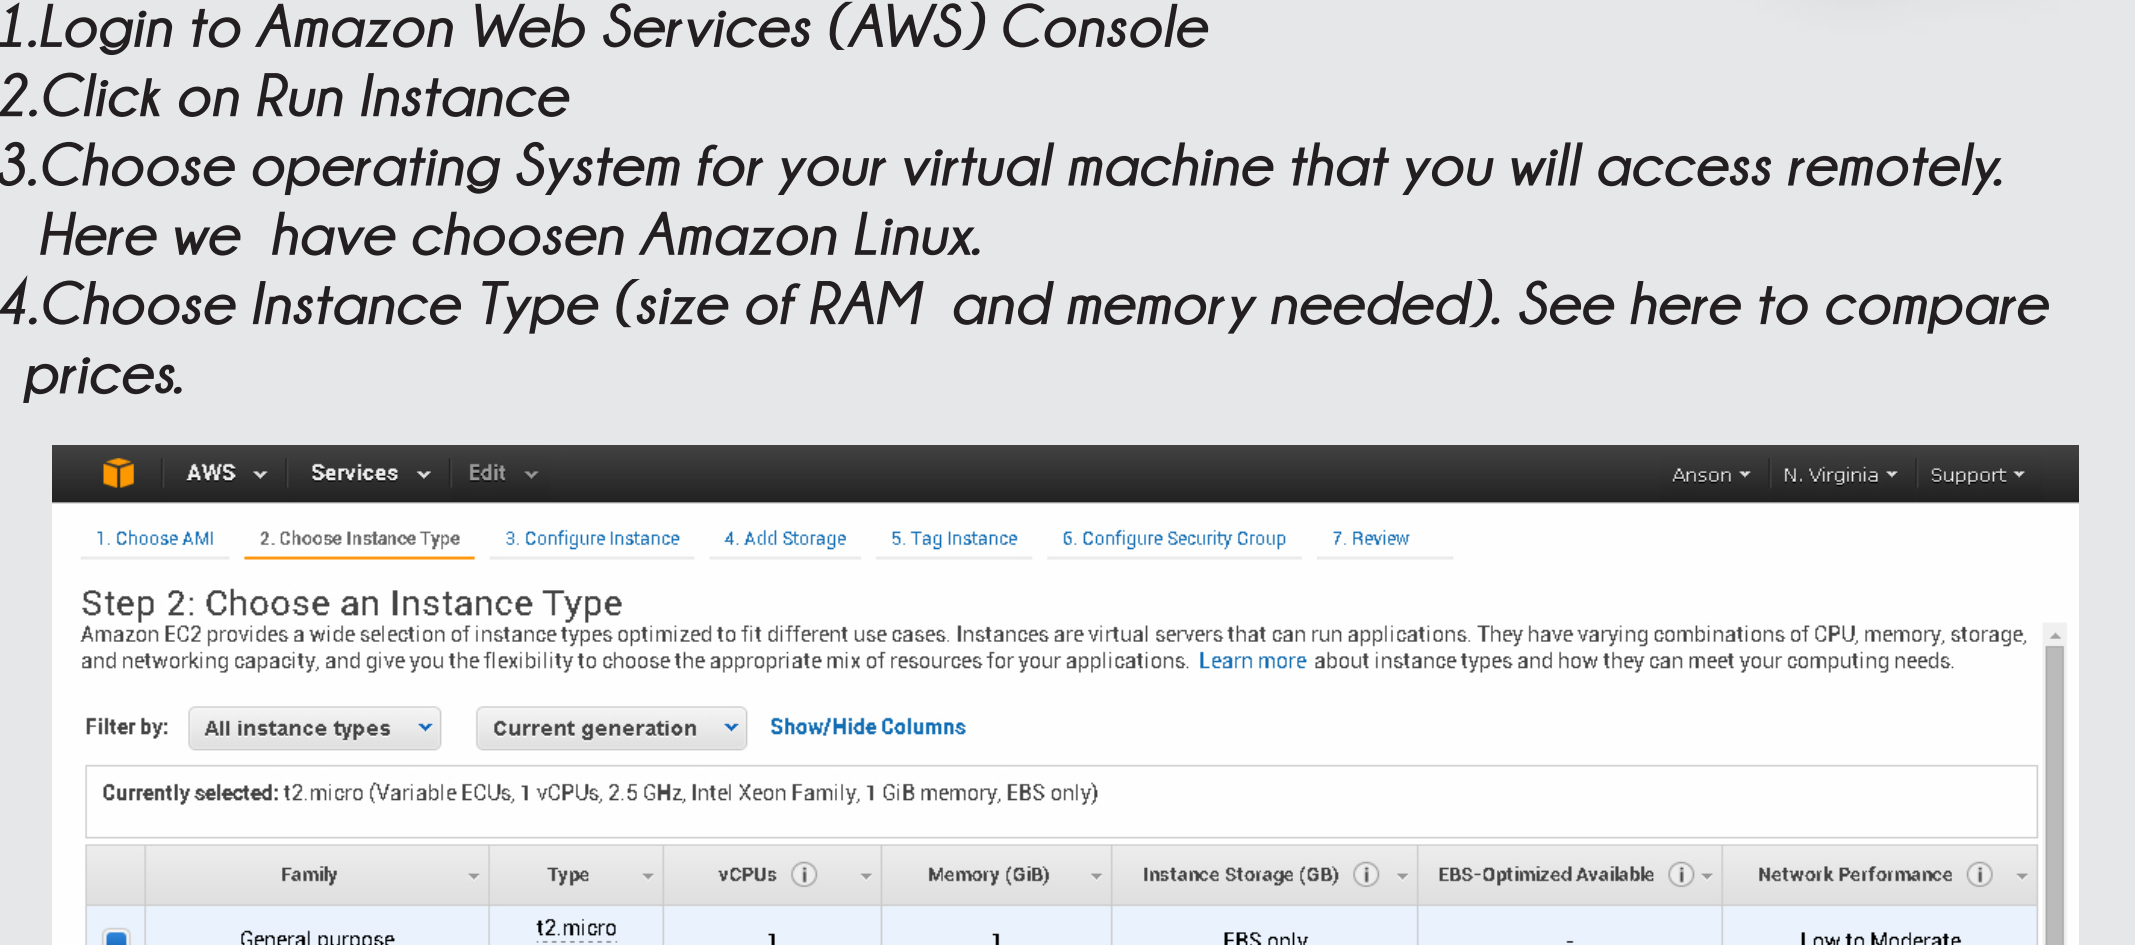 1.Login to Amazon Web Services (AWS) Console
2.Click on Run Instance
3.Choose operating System for your virtual machine that you will access remotely.
Here we have choosen Amazon Linux.
4.Choose Instance Type (size of RAM and memory needed). See here to compare
prices.
AWS Services Edit Anson N. Virginia Support
1. Choose AMI 2. Choose Instance Type 3. Configure Instance 4. Add Storage 5. Tag Instance 6. Configure Security Group 7. Review
Step 2: Choose an Instance Type
Amazon EC2 provides a wide selection of instance types optimized to fit different use cases. Instances are virtual servers that can run applications. They have varying combinations of CPU, memory, storage,
and networking capacity, and give you the flexibility to choose the appropriate mix of resources for your applications. Learn more about instance types and how they can meet your computing needs.
Filter by: All instance types Current generation Show/Hide Columns
Currently selected: t2.micro (Variable ECUs, 1 vCPUs, 2.5 GHz, Intel Xeon Family, 1 GiB memory, EBS only)
Family Type vCPUs Memory (GiB) Instance Storage (GB) EBS-Optimized Available Network Performance
General purpose t2.micro 1 1 EBS only - Low to Moderate